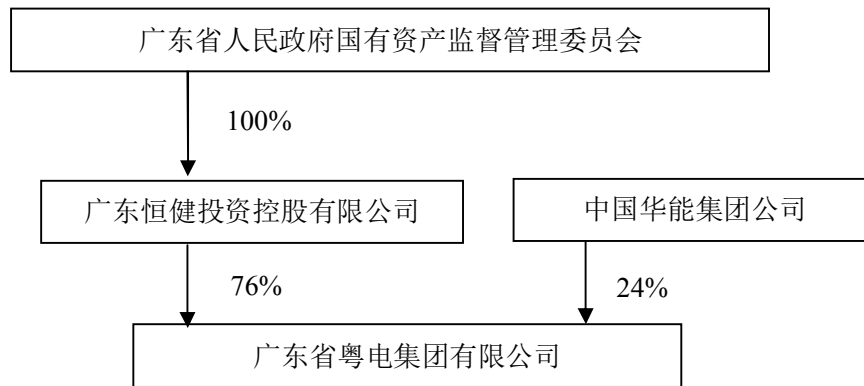 广东省人民政府国有资产监督管理委员会
100%
广东恒健投资控股有限公司
中国华能集团公司
76%
24%
广东省粤电集团有限公司